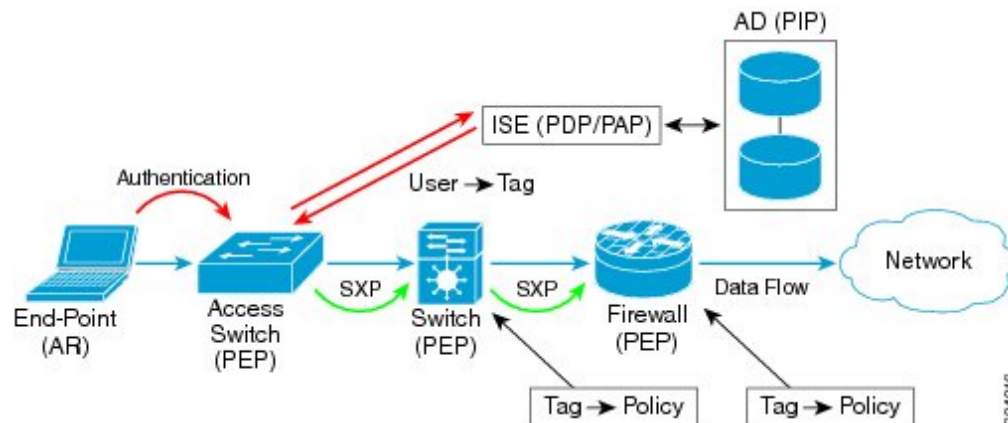 AD (PIP)
ISE (PDP/PAP)
Authentication
User → Tag
SXP
SXP
Data Flow
Network
End-Point
(AR)
Access
Switch
(PEP)
Switch
(PEP)
Firewall
(PEP)
Tag → Policy
Tag → Policy